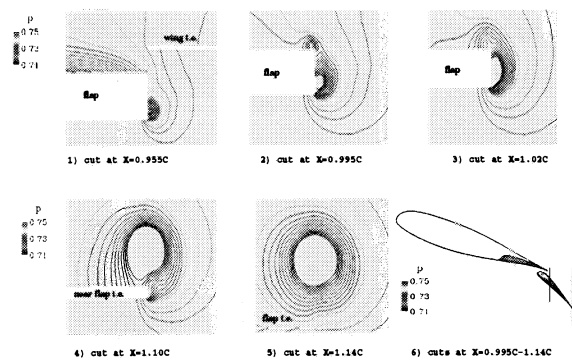 p
0.75
0.73
0.71
wing t.e.
flap
flap
flap
1) cut at X=0.955C
2) cut at X=0.995C
3) cut at X=1.02C
p
0.75
0.73
0.71
near flap t.e.
flap t.e.
p
0.75
0.73
0.71
4) cut at X=1.10C
5) cut at X=1.14C
6) cuts at X=0.995C-1.14C